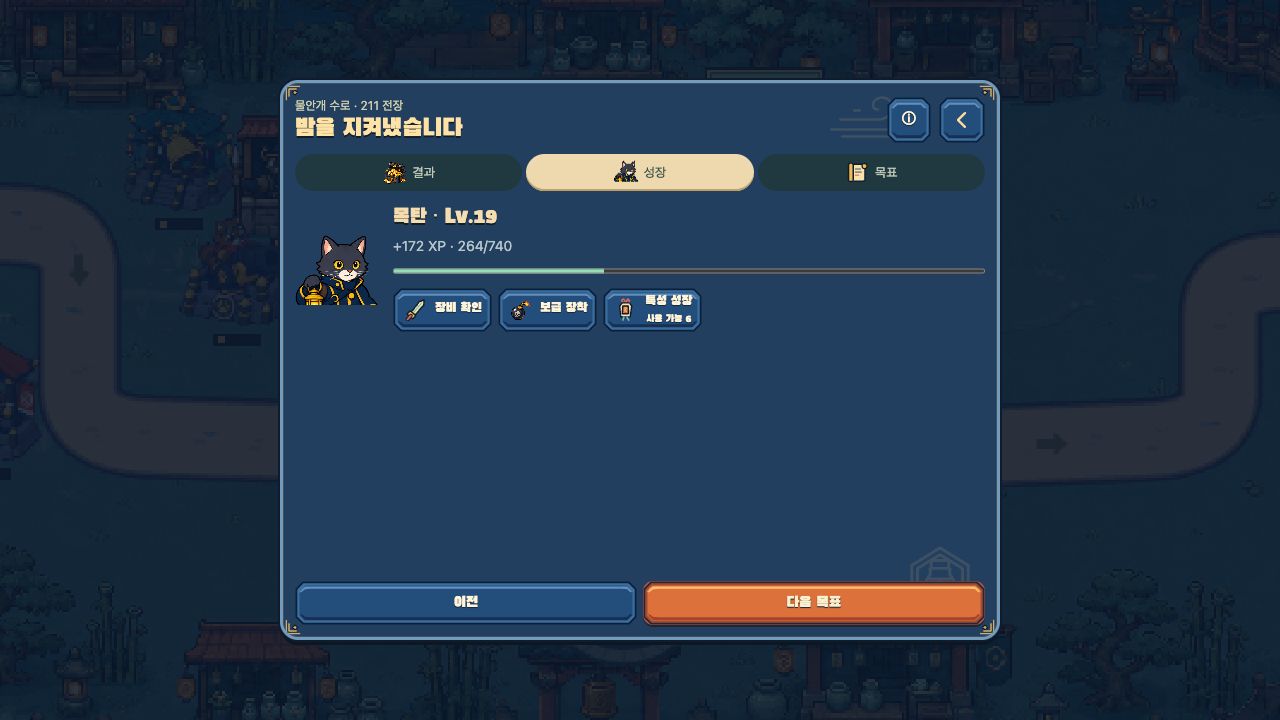 물안개 수로 · 211 전장
밤을 지켜냈습니다
결과
성장
목표
목탄 · Lv.19
+172 XP · 264/740
장비 확인
보급 장착
특성 성장
사용 가능 6
이전
다음 목표